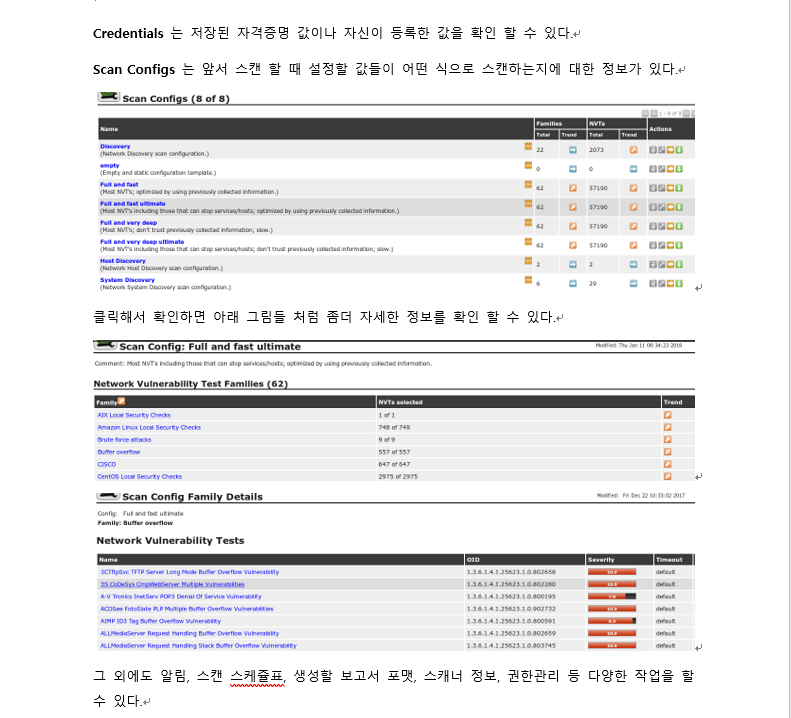 Credentials 는 저장된 자격증명 값이나 자신이 등록한 값을 확인 할 수 있다.
Scan Configs 는 앞서 스캔 할 때 설정할 값들이 어떤 식으로 스캔하는지에 대한 정보가 있다.
Scan Configs (8 of 8)
1 - 8 of 8
Name Families NVTs Actions
Total Trend Total Trend
Discovery 22 2073
(Network Discovery scan configuration.)
empty 0 0
(Empty and static configuration template.)
Full and fast 62 57190
(Most NVT's; optimized by using previously collected information.)
Full and fast ultimate 62 57190
(Most NVT's including those that can stop services/hosts; optimized by using previously collected information.)
Full and very deep 62 57190
(Most NVT's; don't trust previously collected information; slow.)
Full and very deep ultimate 62 57190
(Most NVT's including those that can stop services/hosts; don't trust previously collected information; slow.)
Host Discovery 2 2
(Network Host Discovery scan configuration.)
System Discovery 6 29
(Network System Discovery scan configuration.)
클릭해서 확인하면 아래 그림들 처럼 좀더 자세한 정보를 확인 할 수 있다.
Scan Config: Full and fast ultimate Modified: Thu Jan 11 08:34:23 2018
Comment: Most NVT's including those that can stop services/hosts; optimized by using previously collected information.
Network Vulnerability Test Families (62)
Family NVTs selected Trend
AIX Local Security Checks 1 of 1
Amazon Linux Local Security Checks 748 of 748
Brute force attacks 9 of 9
Buffer overflow 557 of 557
CISCO 647 of 647
CentOS Local Security Checks 2975 of 2975
Scan Config Family Details Modified: Fri Dec 22 10:33:02 2017
Config: Full and fast ultimate
Family: Buffer overflow
Network Vulnerability Tests
Name OID Severity Timeout
3CTftpSvc TFTP Server Long Mode Buffer Overflow Vulnerability 1.3.6.1.4.1.25623.1.0.802658 10.0 default
3S CoDeSys CmpWebServer Multiple Vulnerabilities 1.3.6.1.4.1.25623.1.0.802280 10.0 default
A-V Tronics InetServ POP3 Denial Of Service Vulnerability 1.3.6.1.4.1.25623.1.0.800195 7.8 default
ACDSee FotoSlate PLP Multiple Buffer Overflow Vulnerabilities 1.3.6.1.4.1.25623.1.0.902732 10.0 default
AIMP ID3 Tag Buffer Overflow Vulnerability 1.3.6.1.4.1.25623.1.0.800591 9.3 default
ALLMediaServer Request Handling Buffer Overflow Vulnerability 1.3.6.1.4.1.25623.1.0.802659 10.0 default
ALLMediaServer Request Handling Stack Buffer Overflow Vulnerability 1.3.6.1.4.1.25623.1.0.803745 10.0 default
그 외에도 알림, 스캔 스케쥴표, 생성할 보고서 포맷, 스캐너 정보, 권한관리 등 다양한 작업을 할
수 있다.